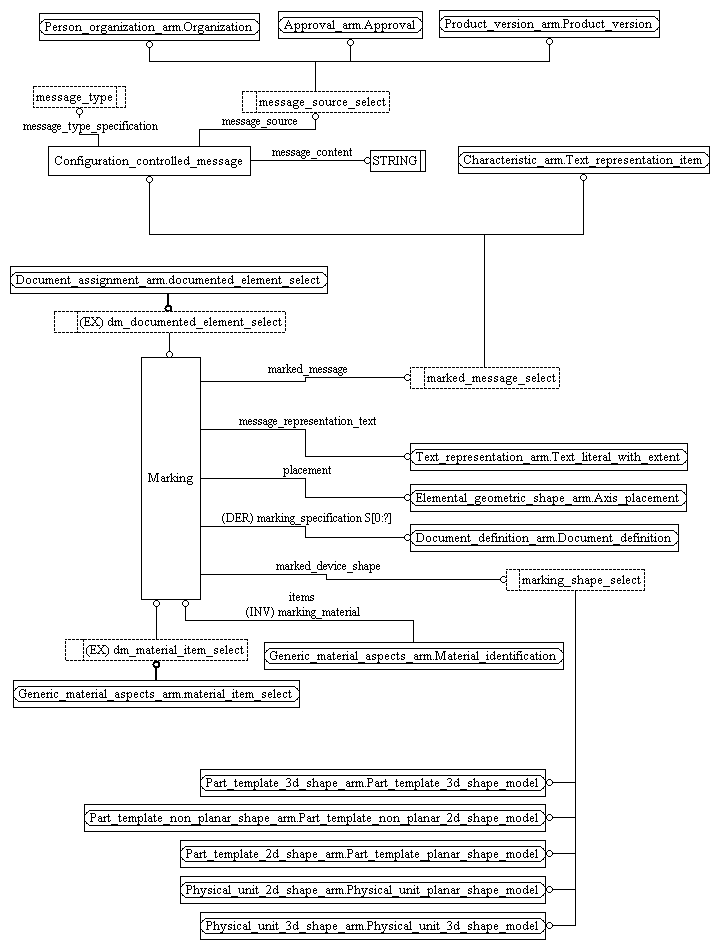 Person_organization_arm.Organization
Approval_arm.Approval
Product_version_arm.Product_version
message_type
message_source_select
message_type_specification
message_source
Configuration_controlled_message
message_content
STRING
Characteristic_arm.Text_representation_item
Document_assignment_arm.documented_element_select
(EX) dm_documented_element_select
marked_message
marked_message_select
message_representation_text
Text_representation_arm.Text_literal_with_extent
Marking
placement
Elemental_geometric_shape_arm.Axis_placement
(DER) marking_specification S[0:?]
Document_definition_arm.Document_definition
marked_device_shape
marking_shape_select
items
(INV) marking_material
(EX) dm_material_item_select
Generic_material_aspects_arm.Material_identification
Generic_material_aspects_arm.material_item_select
Part_template_3d_shape_arm.Part_template_3d_shape_model
Part_template_non_planar_shape_arm.Part_template_non_planar_2d_shape_model
Part_template_2d_shape_arm.Part_template_planar_shape_model
Physical_unit_2d_shape_arm.Physical_unit_planar_shape_model
Physical_unit_3d_shape_arm.Physical_unit_3d_shape_model